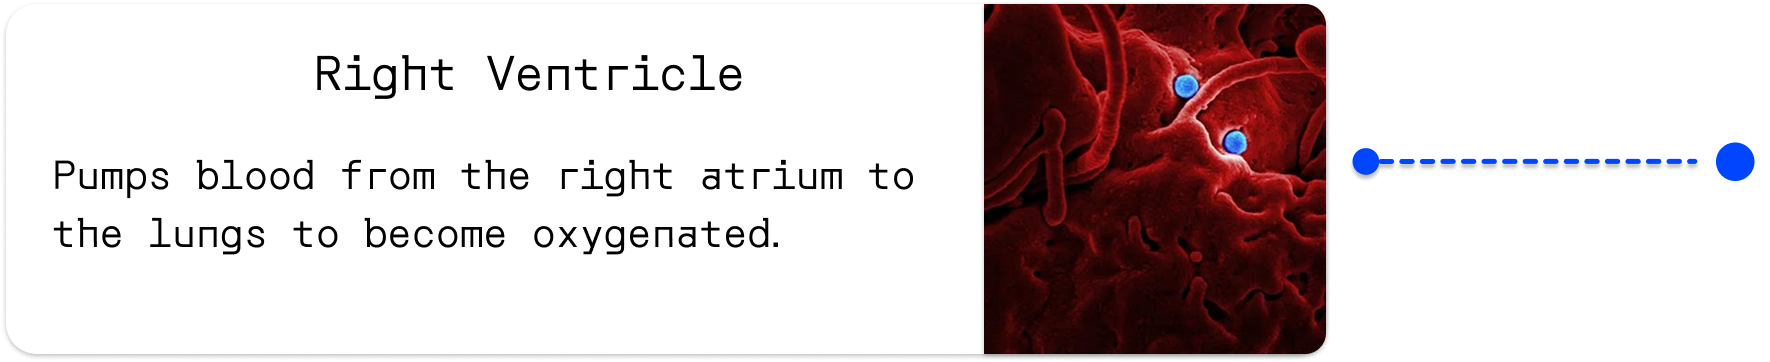 Right Ventricle
Pumps blood from the right atrium to
the lungs to become oxygenated.